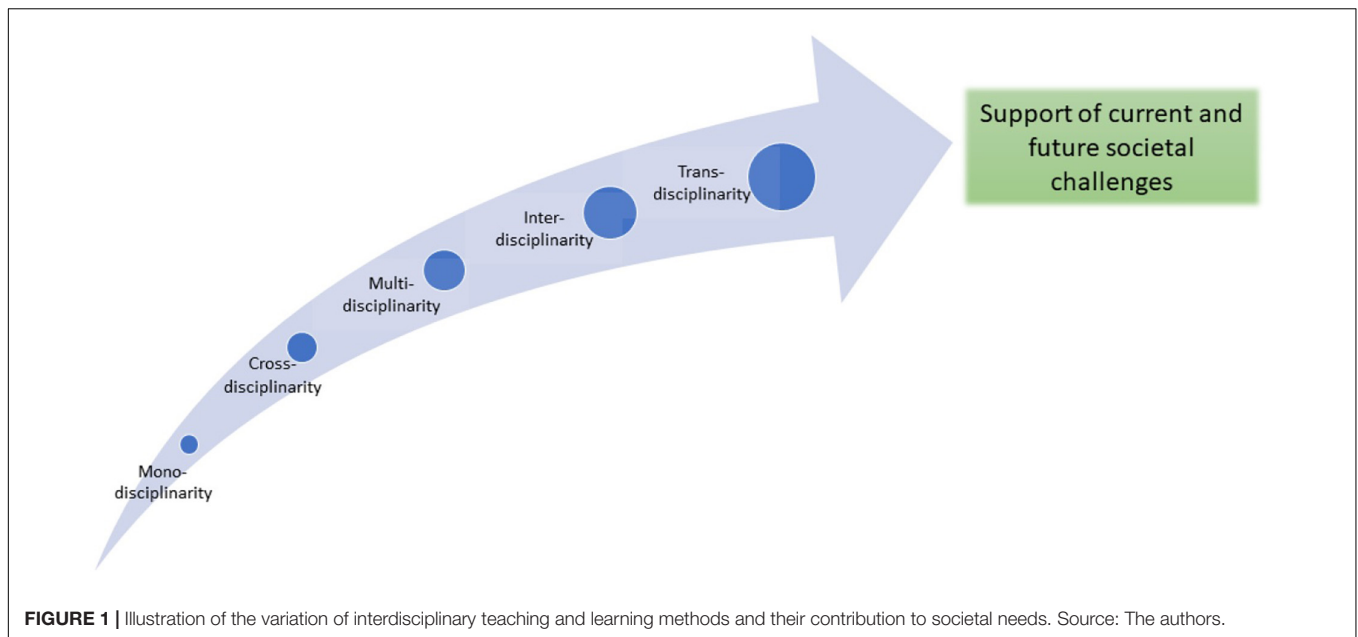 Support of current and
future societal
challenges
Trans-
disciplinarity
Inter-
disciplinarity
Multi-
disciplinarity
Cross-
disciplinarity
Mono-
disciplinarity
FIGURE 1 | Illustration of the variation of interdisciplinary teaching and learning methods and their contribution to societal needs. Source: The authors.